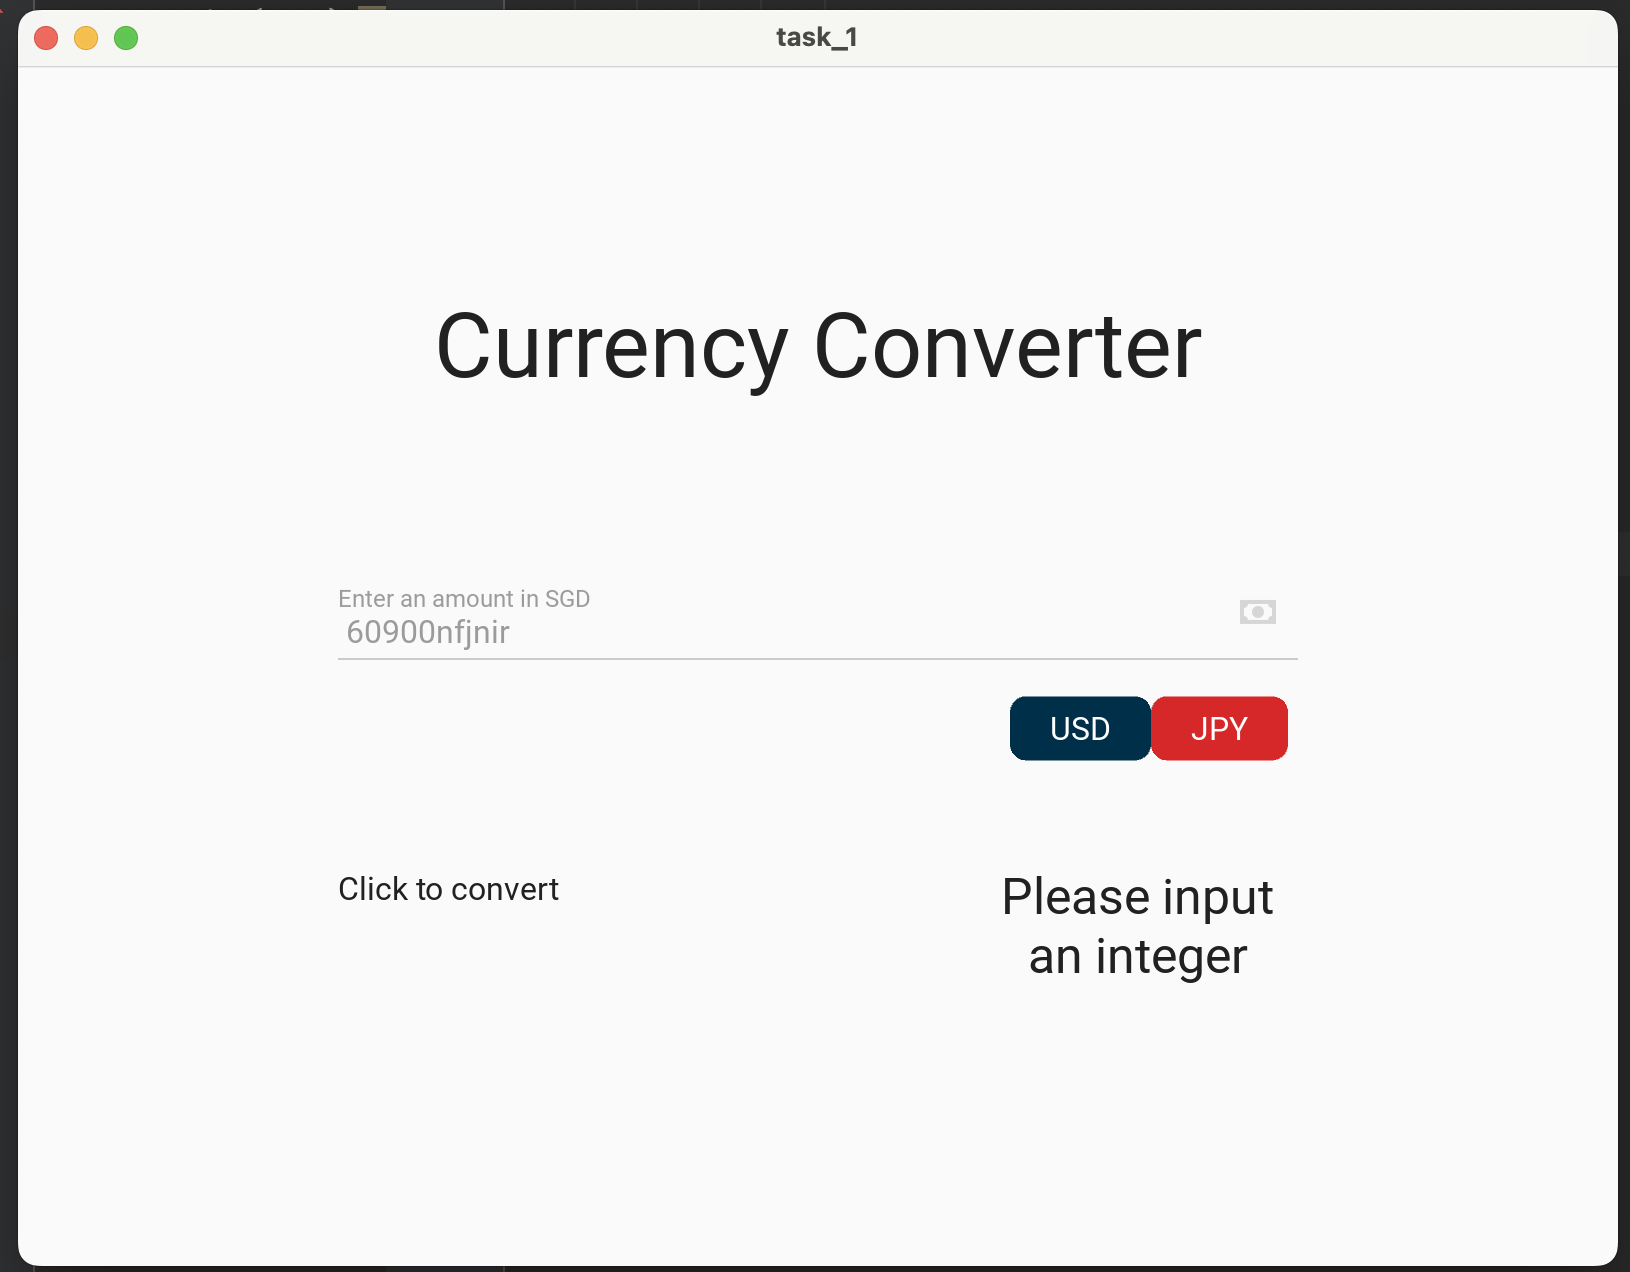 task_1
Currency Converter
Enter an amount in SGD
60900nfjnir
USD JPY
Click to convert
Please input
an integer